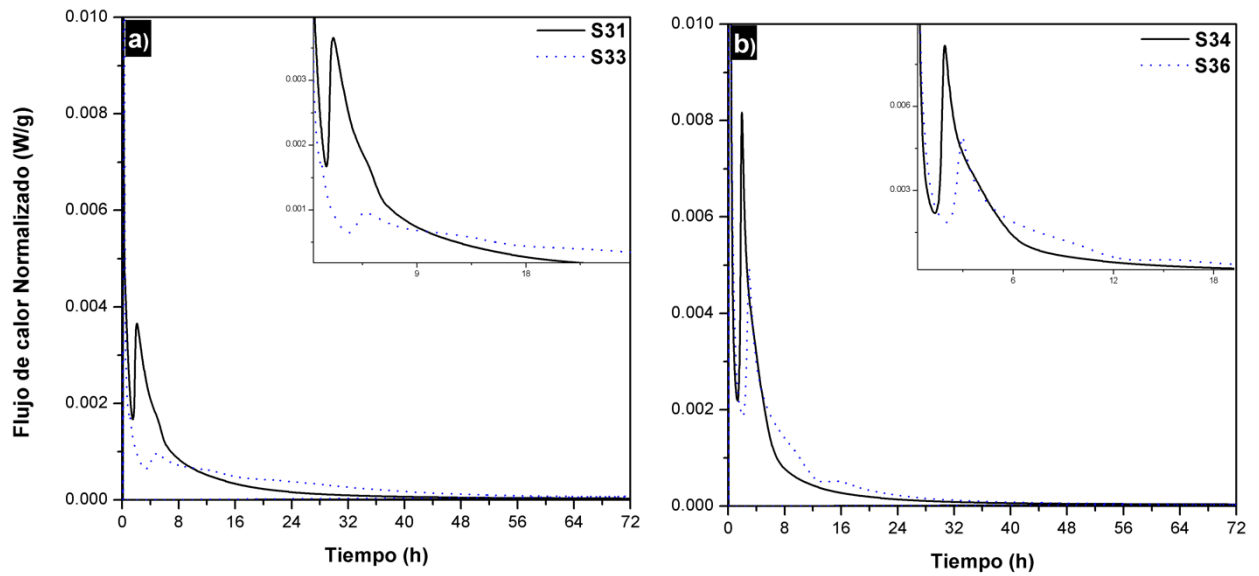 a)
S31
S33
0.003
0.002
0.001
9 18
0.010
0.008
0.006
0.004
0.002
0.000
0 8 16 24 32 40 48 56 64 72
Flujo de calor Normalizado (W/g)
Tiempo (h)
b)
S34
S36
0.006
0.003
6 12 18
0.010
0.008
0.006
0.004
0.002
0.000
0 8 16 24 32 40 48 56 64 72
Tiempo (h)